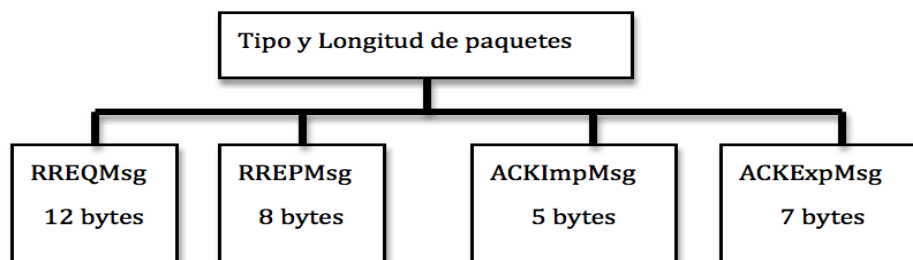 Tipo y Longitud de paquetes
RREQMsg
12 bytes
RREPMsg
8 bytes
ACKImpMsg
5 bytes
ACKExpMsg
7 bytes